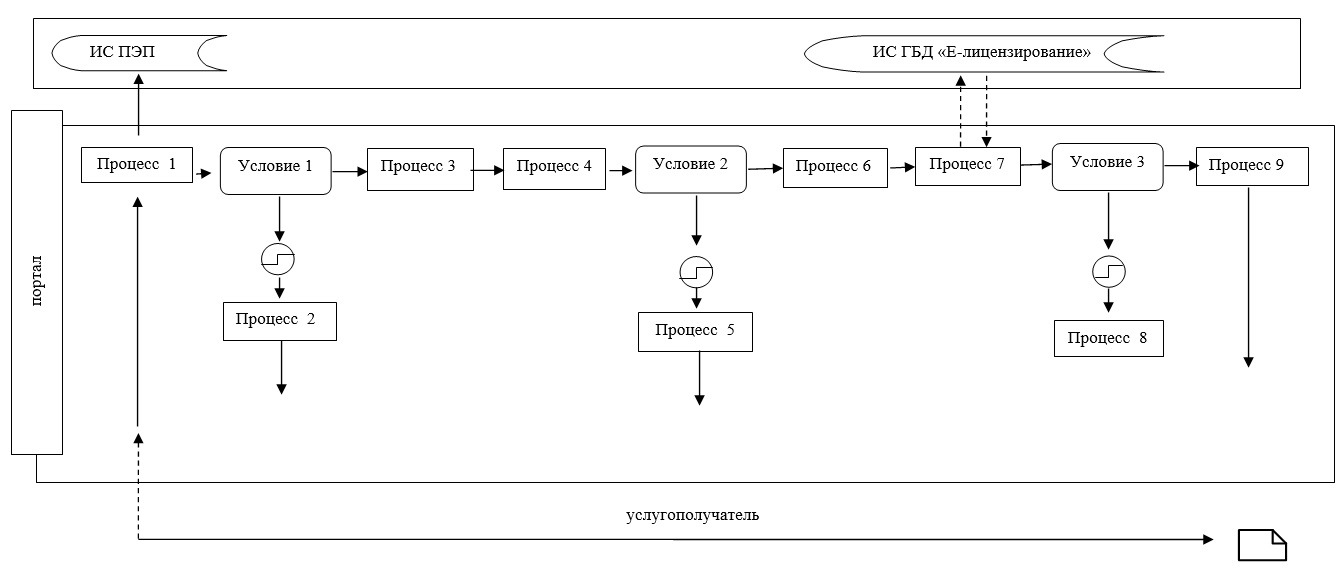 ИС ПЭП
ИС ГБД «Е-лицензирование»
портал
Процесс 1
Условие 1
Процесс 3
Процесс 4
Условие 2
Процесс 6
Процесс 7
Условие 3
Процесс 9
Процесс 2
Процесс 5
Процесс 8
услугополучатель